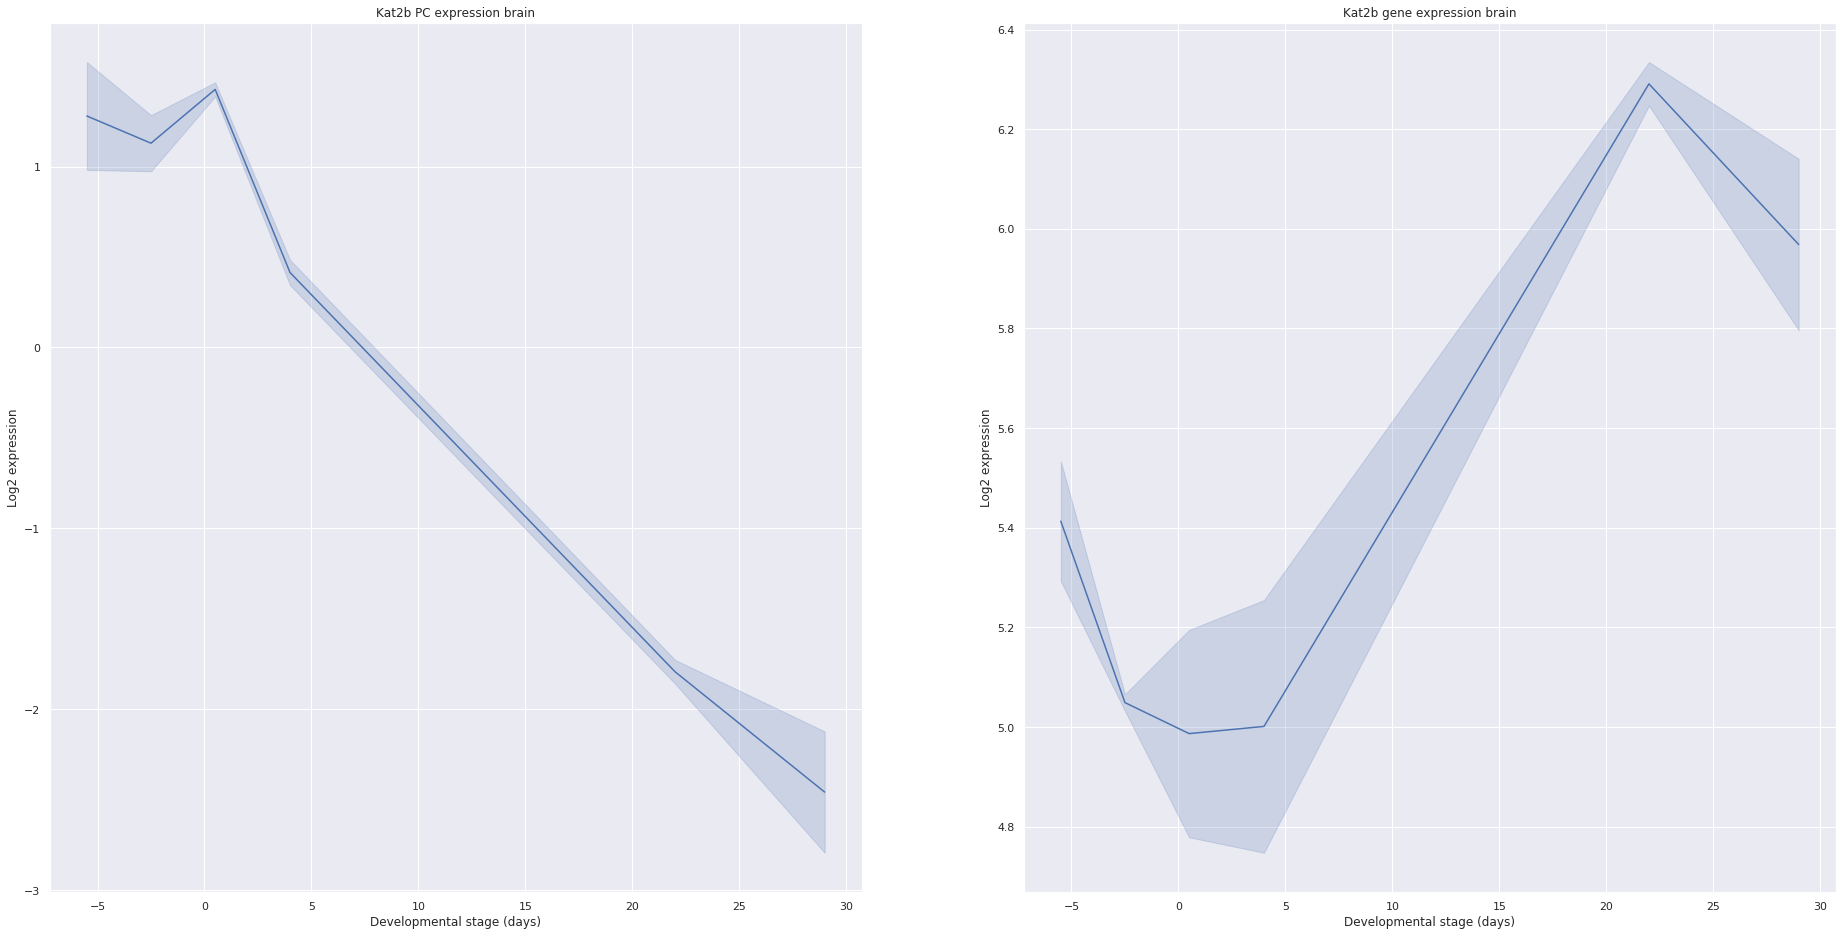 Kat2b PC expression brain
Log2 expression
1
0
−1
−2
−3
−5 0 5 10 15 20 25 30
Developmental stage (days)
Kat2b gene expression brain
Log2 expression
6.4
6.2
6.0
5.8
5.6
5.4
5.2
5.0
4.8
−5 0 5 10 15 20 25 30
Developmental stage (days)